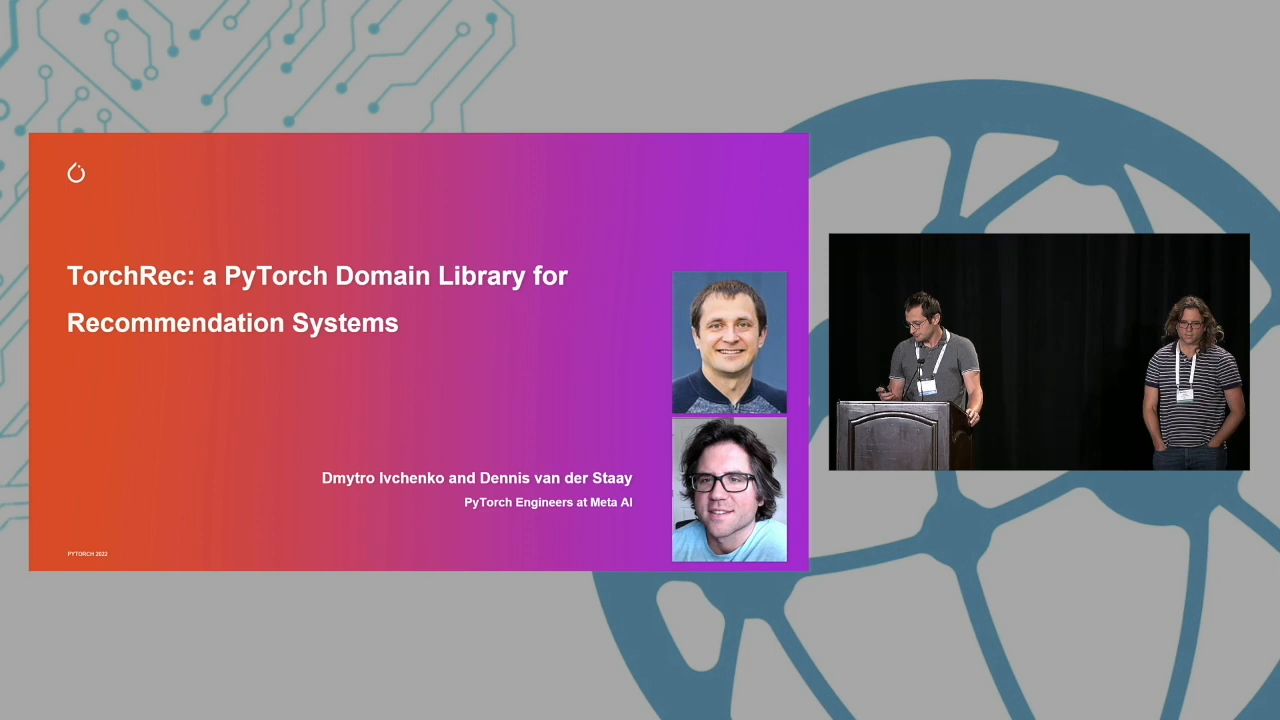 TorchRec: a PyTorch Domain Library for
Recommendation Systems
Dmytro Ivchenko and Dennis van der Staay
PyTorch Engineers at Meta AI
PYTORCH 2022